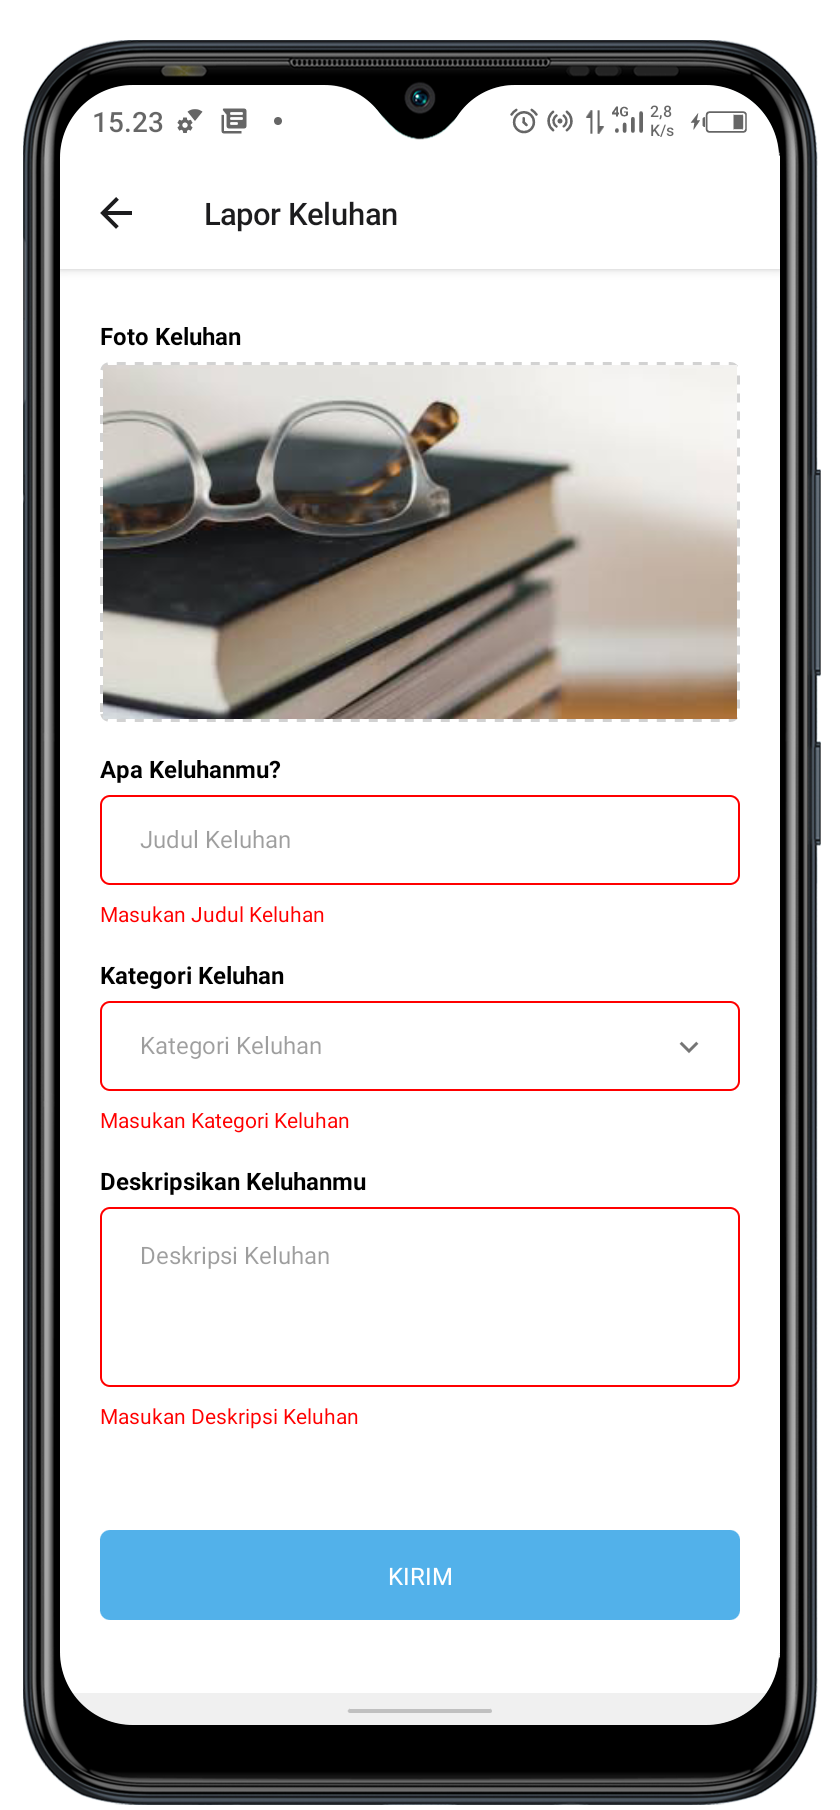 15.23
4G
2,8
K/s
Lapor Keluhan
Foto Keluhan
Apa Keluhanmu?
Judul Keluhan
Masukan Judul Keluhan
Kategori Keluhan
Kategori Keluhan
Masukan Kategori Keluhan
Deskripsikan Keluhanmu
Deskripsi Keluhan
Masukan Deskripsi Keluhan
KIRIM